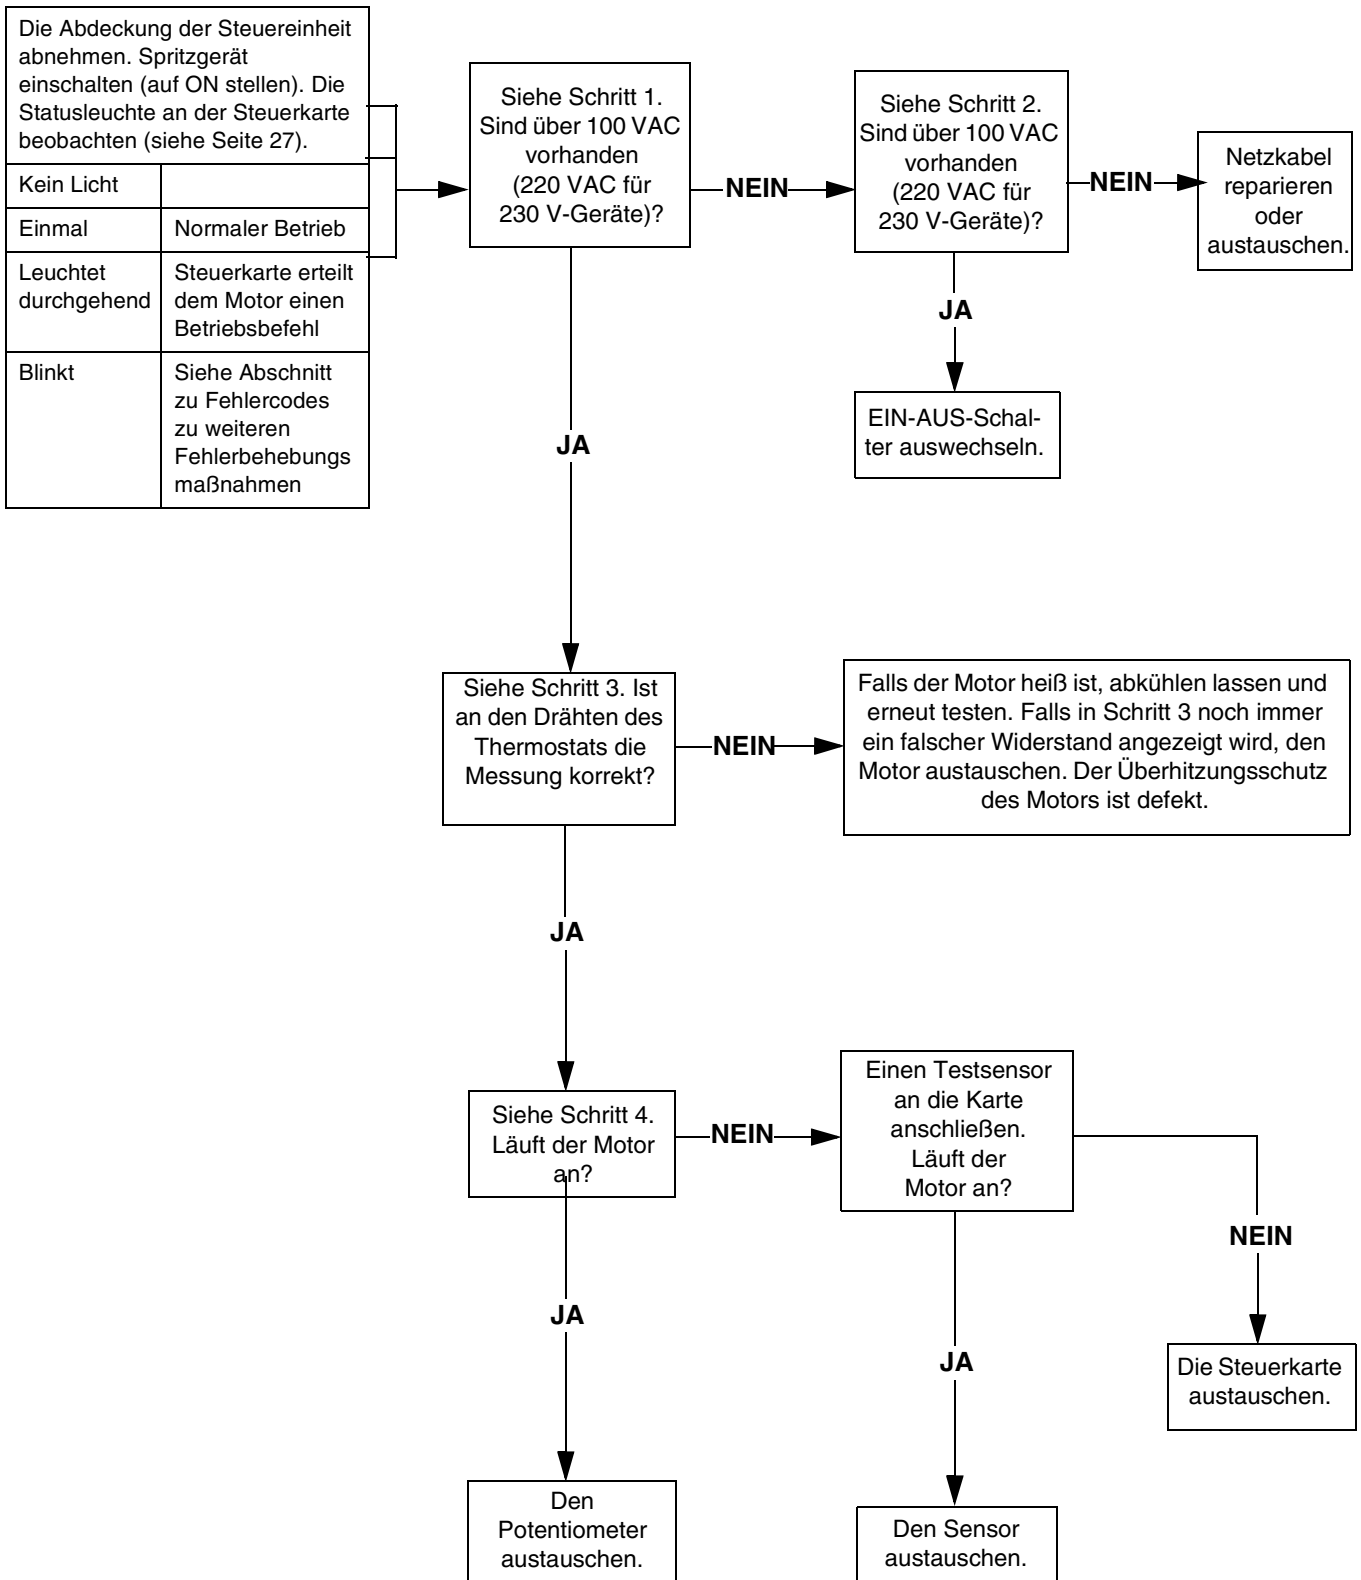 Die Abdeckung der Steuereinheit
abnehmen. Spritzgerät
einschalten (auf ON stellen). Die
Statusleuchte an der Steuerkarte
beobachten (siehe Seite 27).
Kein Licht
Einmal
Normaler Betrieb
Leuchtet
durchgehend
Steuerkarte erteilt
dem Motor einen
Betriebsbefehl
Blinkt
Siehe Abschnitt
zu Fehlercodes
zu weiteren
Fehlerbehebungs
maßnahmen
Siehe Schritt 1.
Sind über 100 VAC
vorhanden
(220 VAC für
230 V-Geräte)?
NEIN
Siehe Schritt 2.
Sind über 100 VAC
vorhanden
(220 VAC für
230 V-Geräte)?
NEIN
Netzkabel
reparieren
oder
austauschen.
JA
EIN-AUS-Schal-
ter auswechseln.
JA
Siehe Schritt 3. Ist
an den Drähten des
Thermostats die
Messung korrekt?
NEIN
Falls der Motor heiß ist, abkühlen lassen und
erneut testen. Falls in Schritt 3 noch immer
ein falscher Widerstand angezeigt wird, den
Motor austauschen. Der Überhitzungsschutz
des Motors ist defekt.
JA
Siehe Schritt 4.
Läuft der Motor
an?
NEIN
Einen Testsensor
an die Karte
anschließen.
Läuft der
Motor an?
NEIN
Die Steuerkarte
austauschen.
JA
Den
Potentiometer
austauschen.
JA
Den Sensor
austauschen.